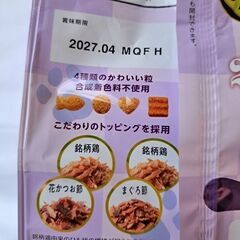 賞味期限
2027.04 MQFH
4種類のかわいい粒
合成着色料不使用
こだわりのトッピングを採用
銘柄鶏
銘柄鶏
花かつお節
まぐろ節